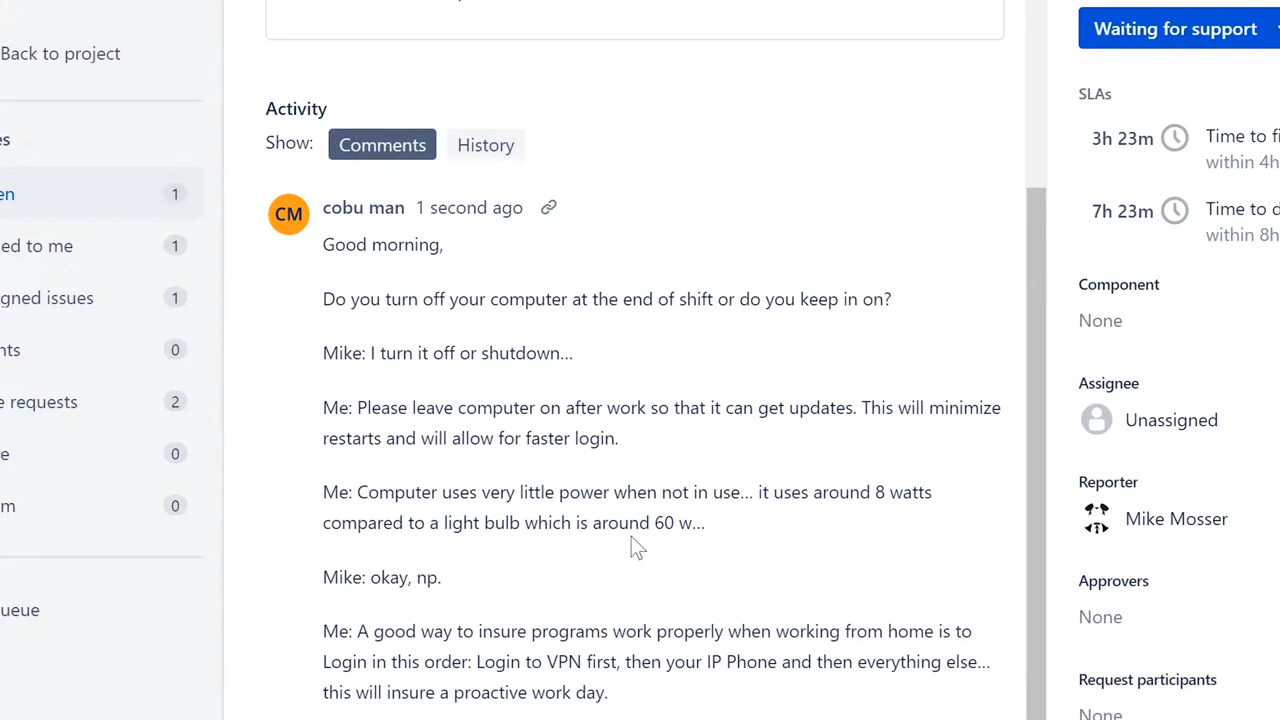 Back to project
es
en 1
ed to me 1
gned issues 1
nts 0
e requests 2
e 0
m 0
ueue
Activity
Show: Comments History
CM cobu man 1 second ago
Good morning,
Do you turn off your computer at the end of shift or do you keep in on?
Mike: I turn it off or shutdown...
Me: Please leave computer on after work so that it can get updates. This will minimize
restarts and will allow for faster login.
Me: Computer uses very little power when not in use... it uses around 8 watts
compared to a light bulb which is around 60 w...
Mike: okay, np.
Me: A good way to insure programs work properly when working from home is to
Login in this order: Login to VPN first, then your IP Phone and then everything else...
this will insure a proactive work day.
Waiting for support
SLAs
3h 23m Time to fi
within 4h
7h 23m Time to d
within 8h
Component
None
Assignee
Unassigned
Reporter
Mike Mosser
Approvers
None
Request participants
None